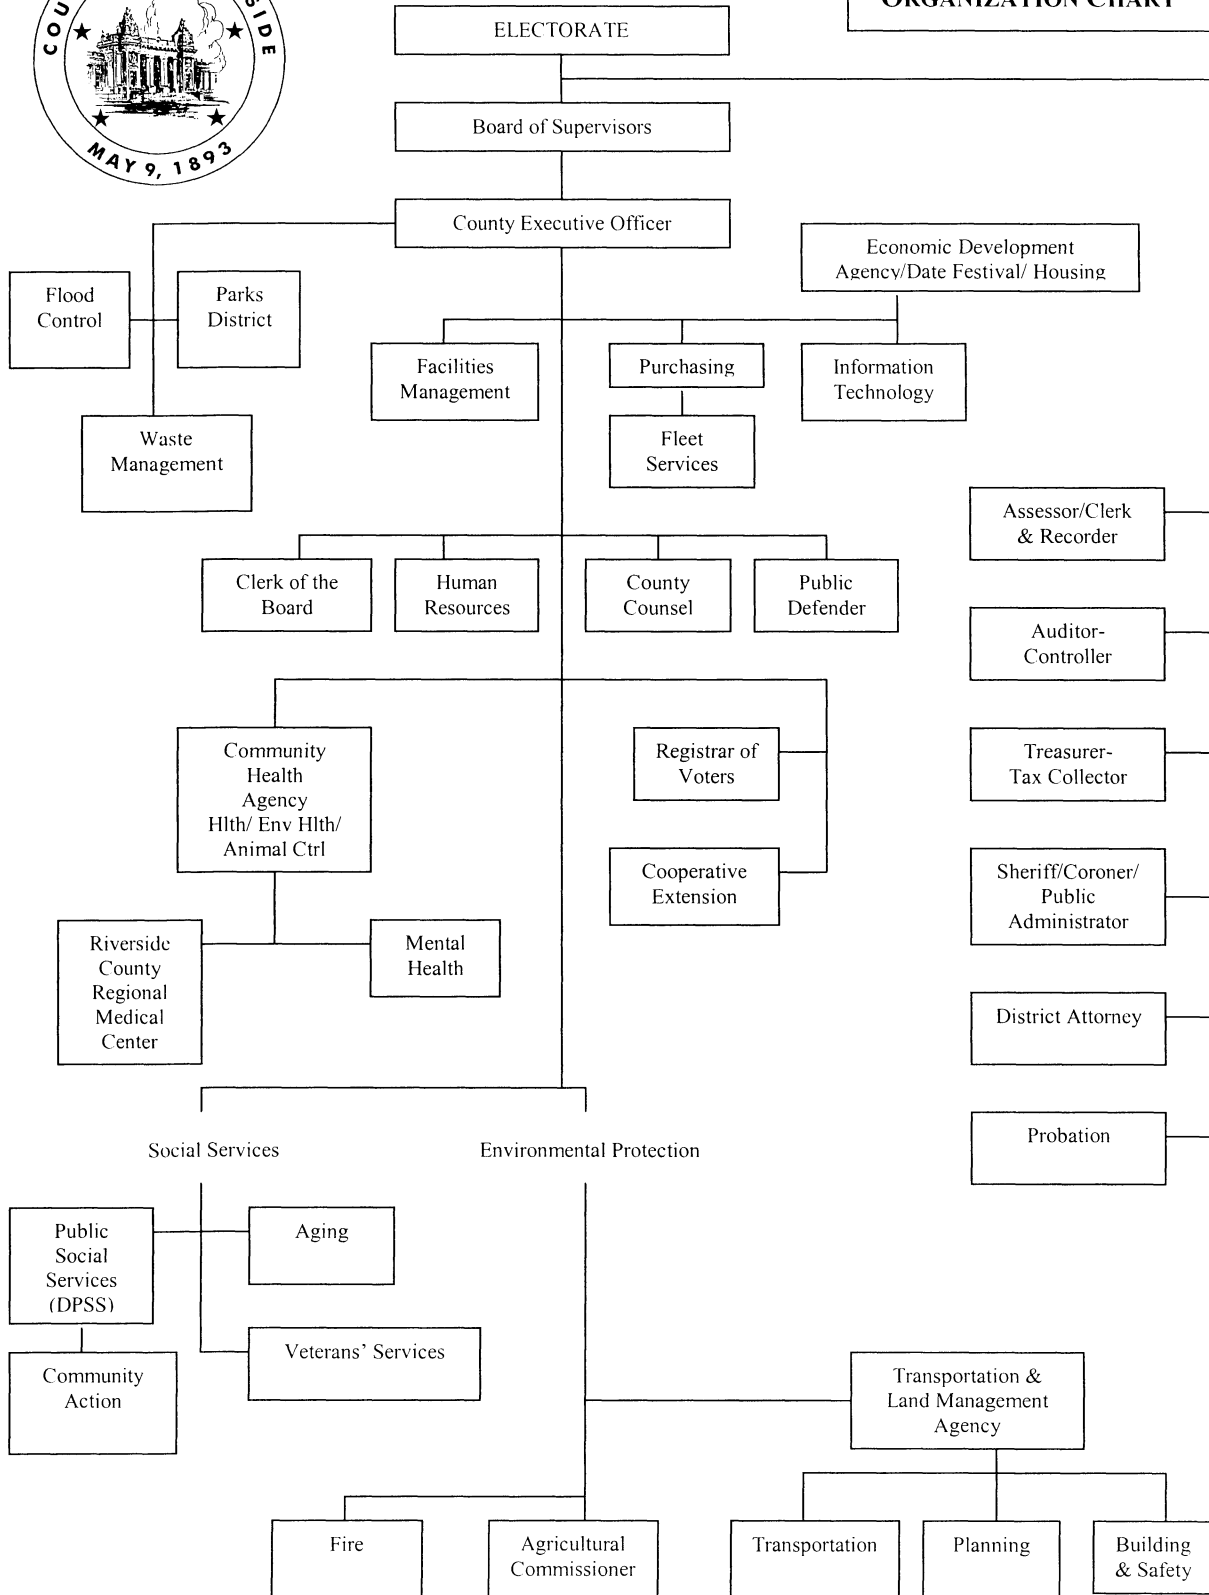 COU
SIDE
MAY 9, 1893
ORGANIZATION CHART
ELECTORATE
Board of Supervisors
County Executive Officer
Economic Development
Agency/Date Festival/ Housing
Flood
Control
Parks
District
Waste
Management
Facilities
Management
Purchasing
Information
Technology
Fleet
Services
Assessor/Clerk
& Recorder
Clerk of the
Board
Human
Resources
County
Counsel
Public
Defender
Auditor-
Controller
Community
Health
Agency
Hlth/ Env Hlth/
Animal Ctrl
Registrar of
Voters
Treasurer-
Tax Collector
Cooperative
Extension
Sheriff/Coroner/
Public
Administrator
Riverside
County
Regional
Medical
Center
Mental
Health
District Attorney
Probation
Social Services
Environmental Protection
Public
Social
Services
(DPSS)
Aging
Veterans’ Services
Community
Action
Transportation &
Land Management
Agency
Fire
Agricultural
Commissioner
Transportation
Planning
Building
& Safety